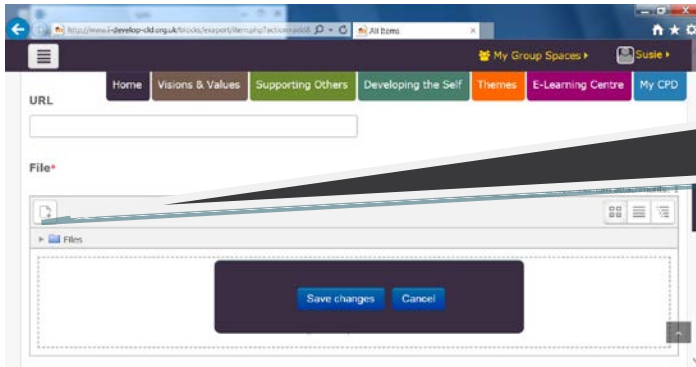 All Items
My Group Spaces
Susie
Home Visions & Values Supporting Others Developing the Self Themes E-Learning Centre My CPD
URL
File*
Files
Save changes Cancel